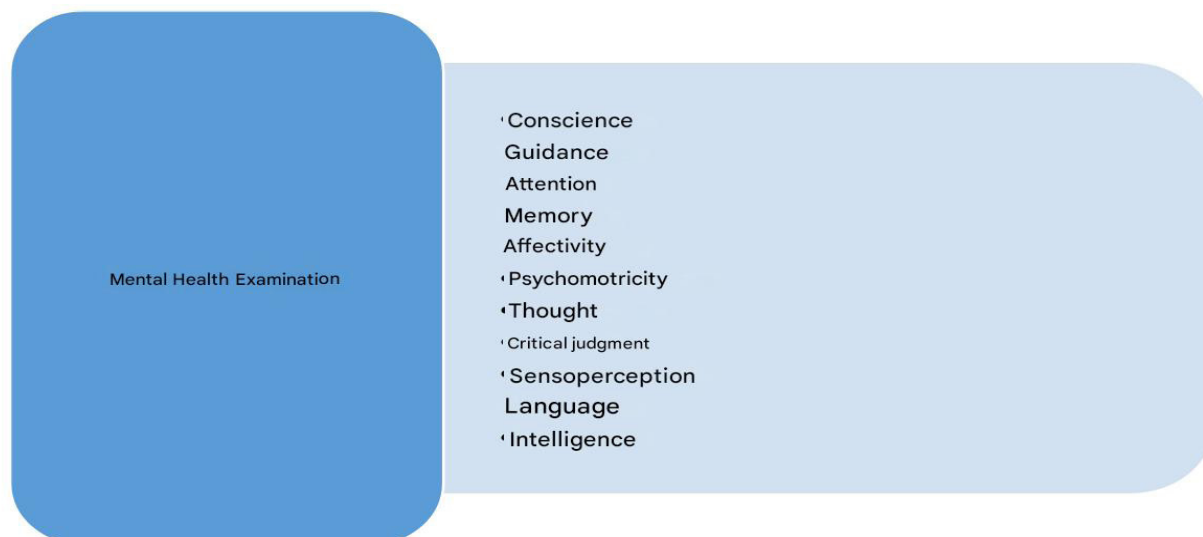 Mental Health Examination
• Conscience
Guidance
Attention
Memory
Affectivity
• Psychomotricity
• Thought
• Critical judgment
• Sensoperception
Language
• Intelligence